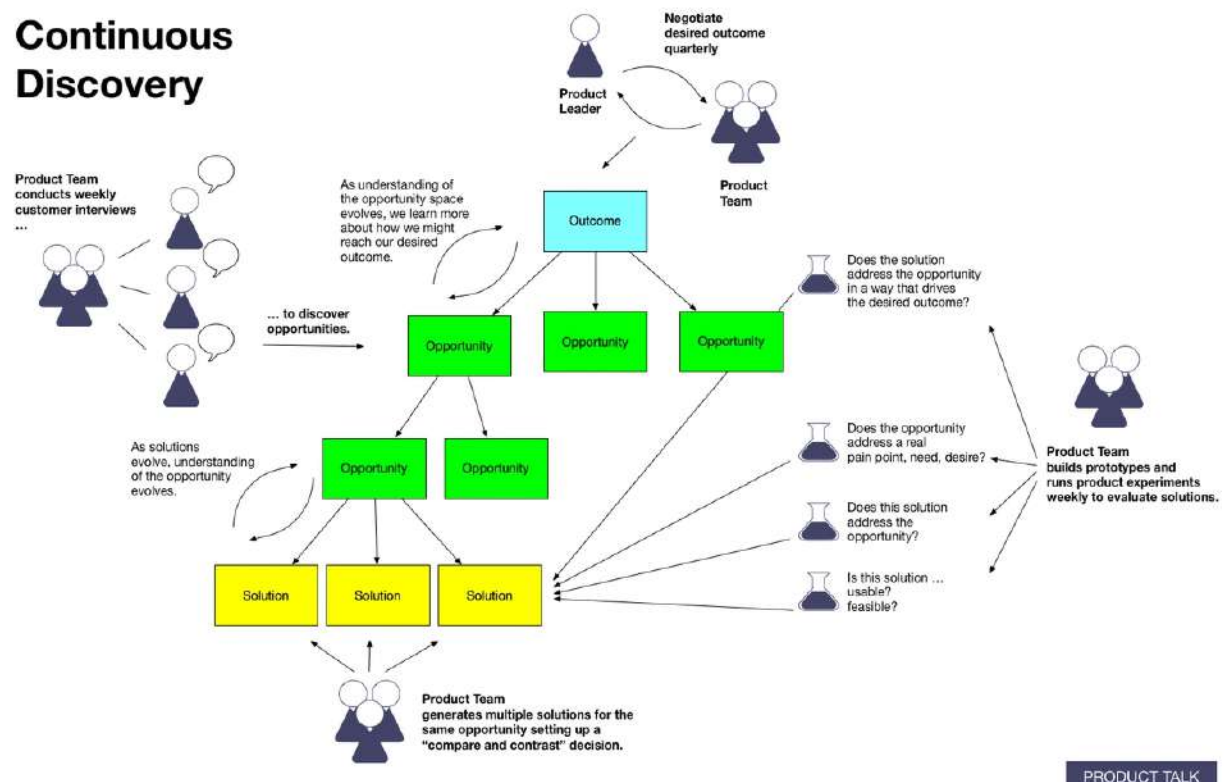 Continuous
Discovery
Negotiate
desired outcome
quarterly
Product
Leader
Product
Team
Product Team
conducts weekly
customer interviews
...
As understanding of
the opportunity space
evolves, we learn more
about how we might
reach our desired
outcome.
Outcome
... to discover
opportunities.
Opportunity
Opportunity
Opportunity
Does the solution
address the opportunity
in a way that drives
the desired outcome?
As solutions
evolve, understanding
of the opportunity
evolves.
Opportunity
Opportunity
Does the opportunity
address a real
pain point, need, desire?
Product Team
builds prototypes and
runs product experiments
weekly to evaluate solutions.
Does this solution
address the
opportunity?
Solution
Solution
Solution
Is this solution ...
usable?
feasible?
Product Team
generates multiple solutions for the
same opportunity setting up a
“compare and contrast” decision.
PRODUCT TALK